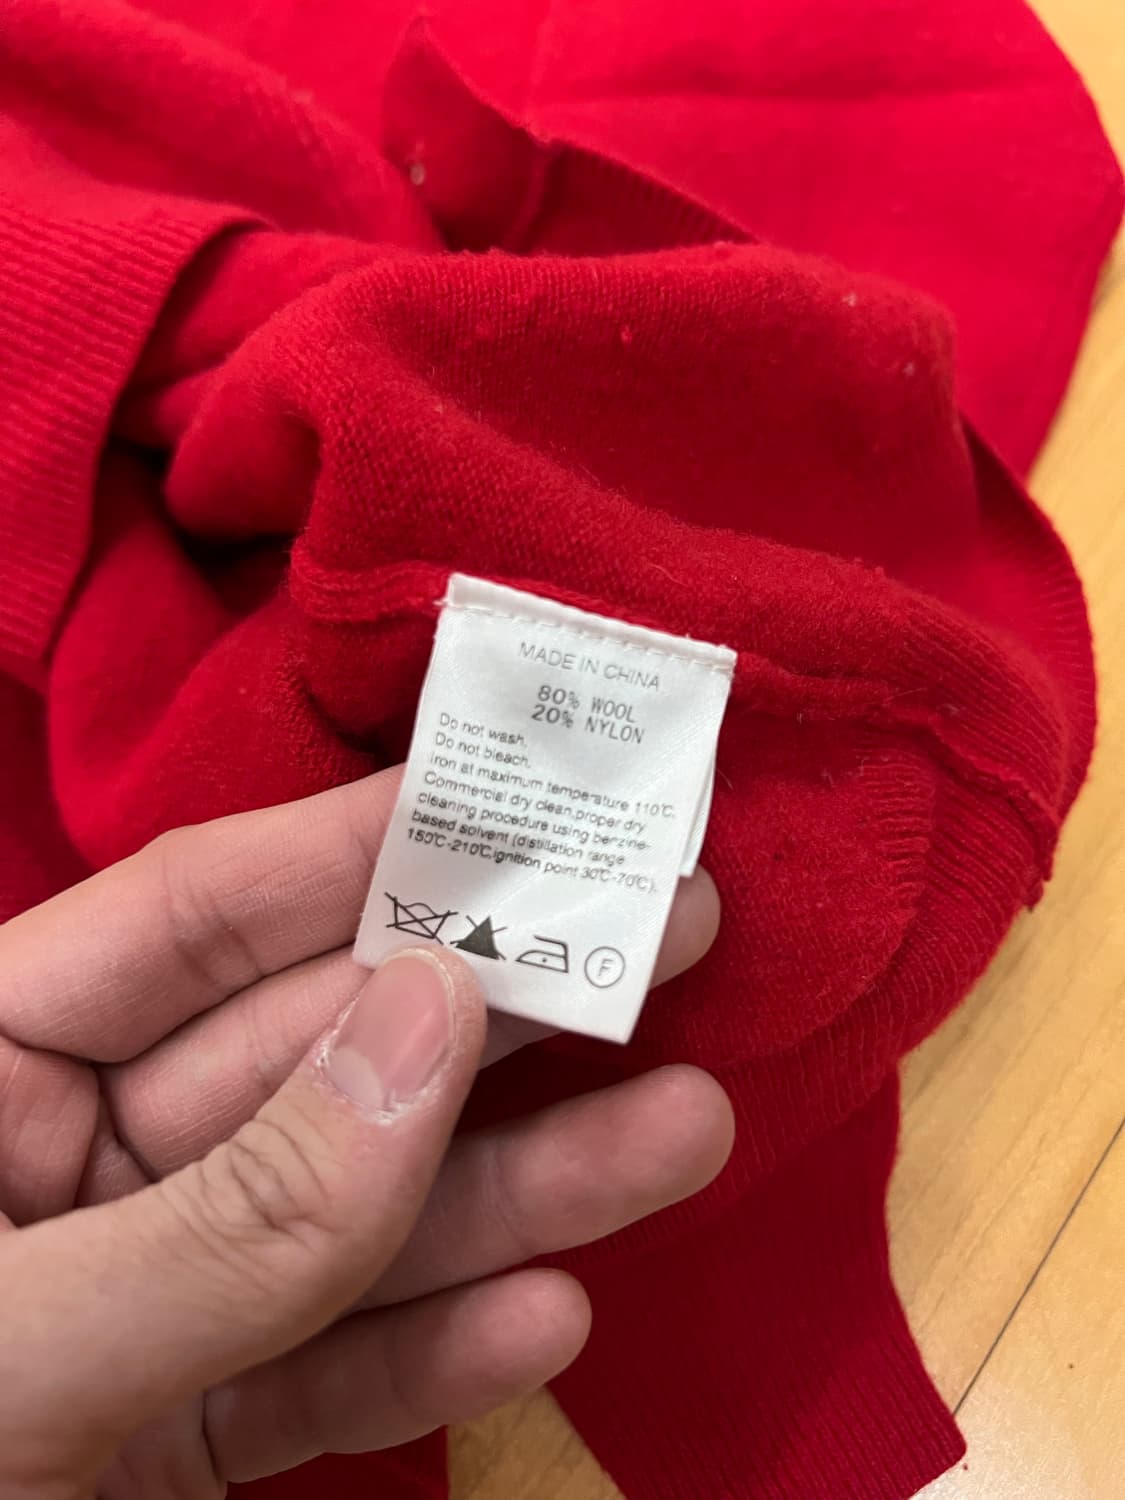 MADE IN CHINA
80% WOOL
20% NYLON
Do not wash.
Do not bleach.
Iron at maximum temperature 110℃.
Commercial dry clean,proper dry
cleaning procedure using benzine-
based solvent (distillation range
150℃-210℃,ignition point 30℃-70℃).
F